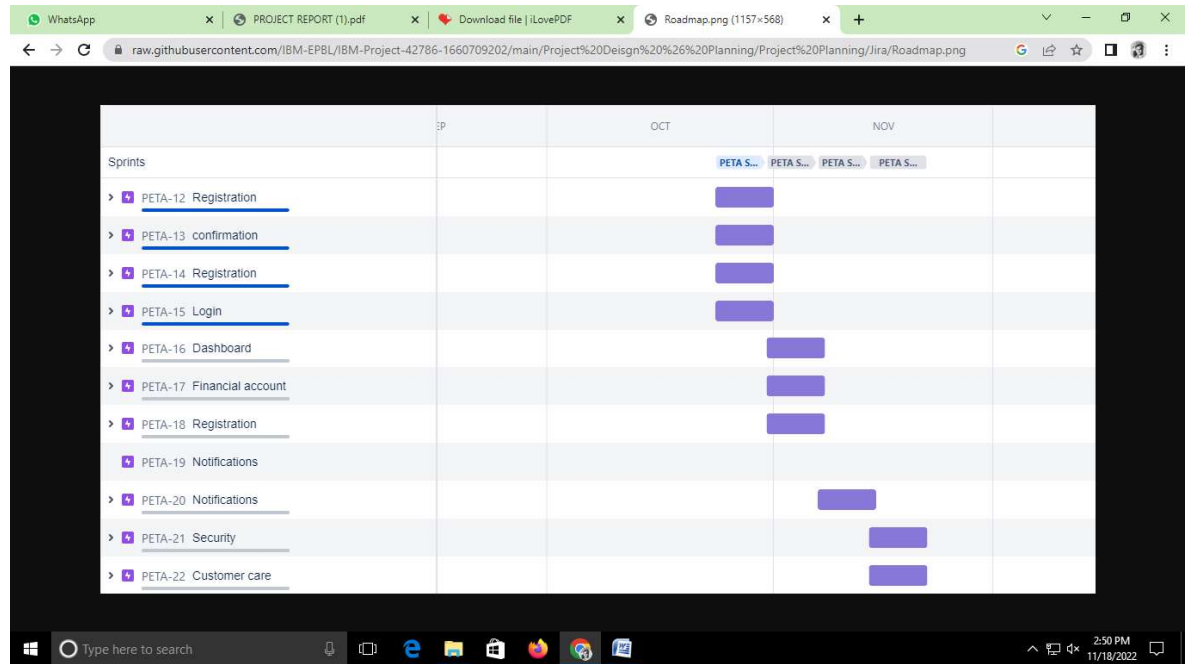 WhatsApp
PROJECT REPORT (1).pdf
Download file | iLovePDF
Roadmap.png (1157×568)
raw.githubusercontent.com/IBM-EPBL/IBM-Project-42786-1660709202/main/Project%20Deisgn%20%26%20Planning/Project%20Planning/Jira/Roadmap.png
EP OCT NOV
Sprints PETA S... PETA S... PETA S... PETA S...
PETA-12 Registration
PETA-13 confirmation
PETA-14 Registration
PETA-15 Login
PETA-16 Dashboard
PETA-17 Financial account
PETA-18 Registration
PETA-19 Notifications
PETA-20 Notifications
PETA-21 Security
PETA-22 Customer care
Type here to search
2:50 PM
11/18/2022